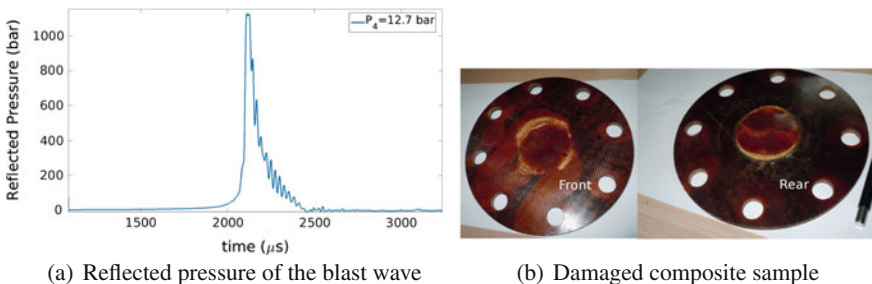 P4=12.7 bar
Reflected Pressure (bar)
1000
800
600
400
200
0
1500
2000
2500
3000
time (μs)
Front
Rear
(a) Reflected pressure of the blast wave
(b) Damaged composite sample